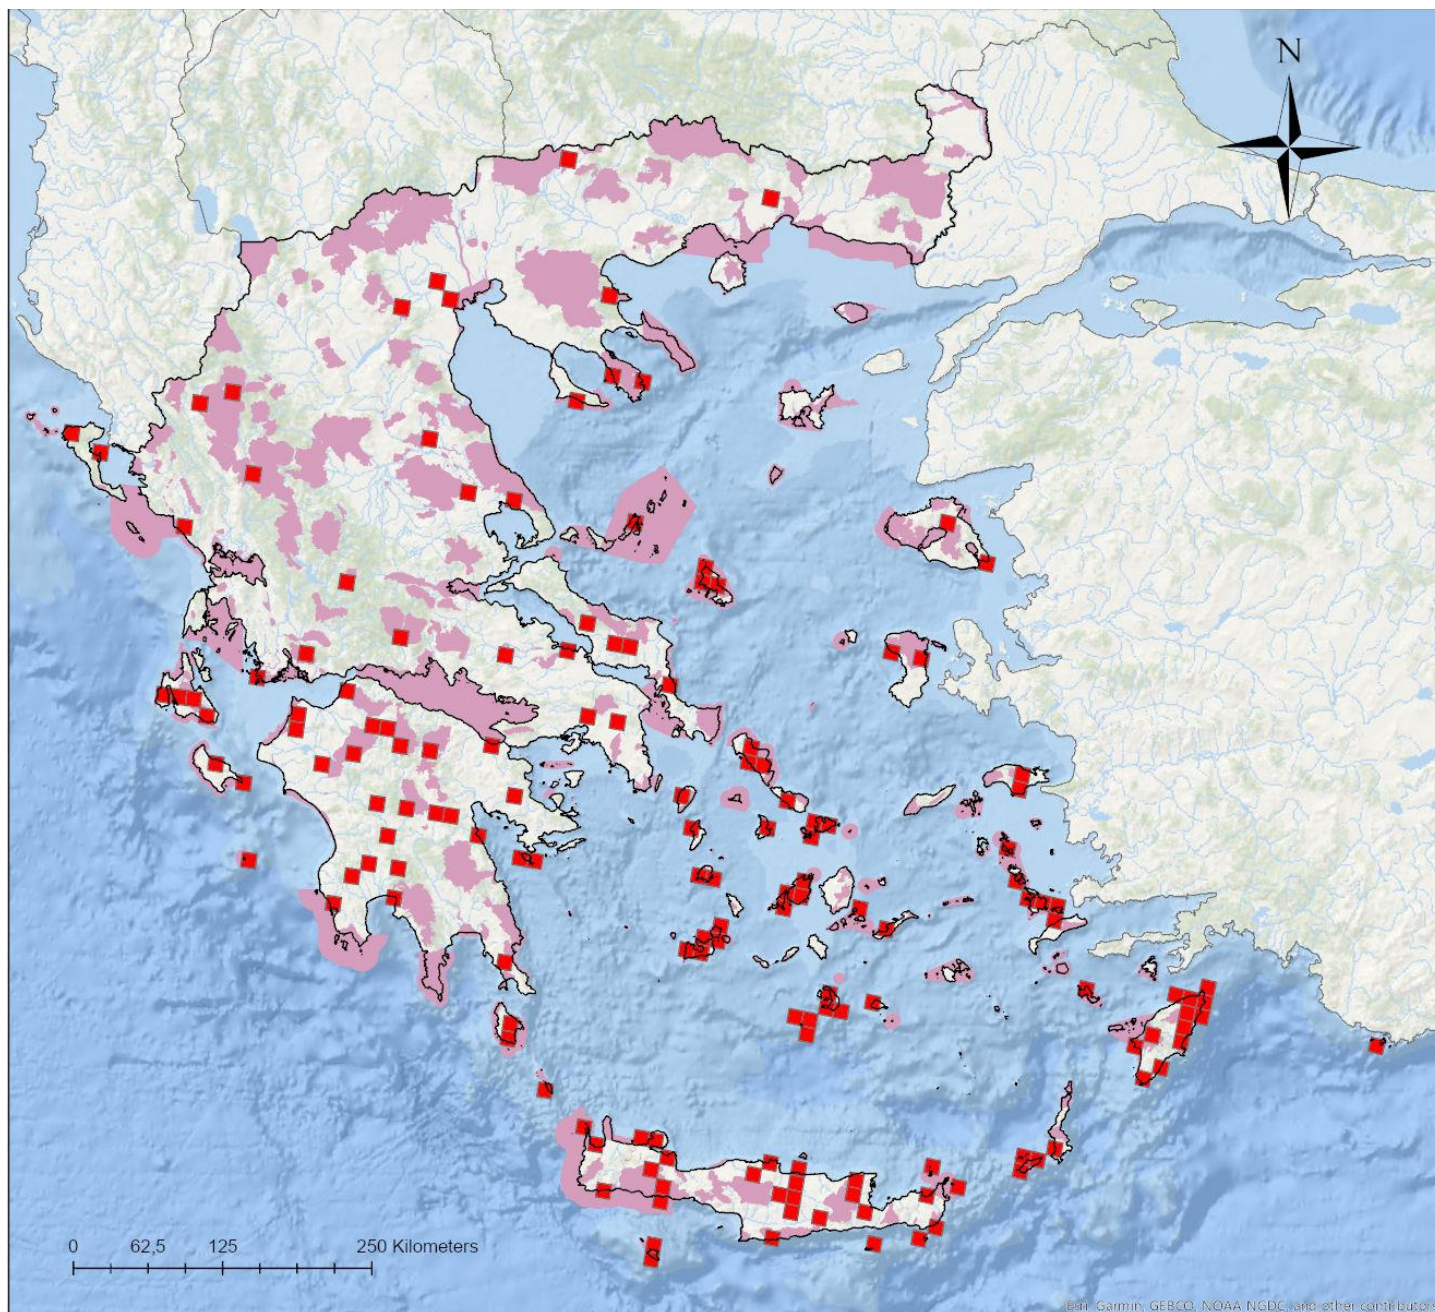 N
0 62,5 125 250 Kilometers
Esri, Garmin, GEBCO, NOAA NGDC, and other contributors